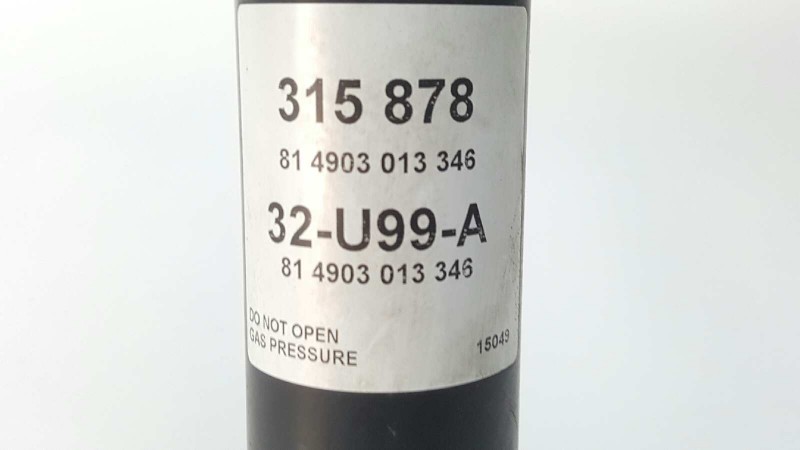 315 878
81 4903 013 346
32-U99-A
81 4903 013 346
DO NOT OPEN
GAS PRESSURE
15049